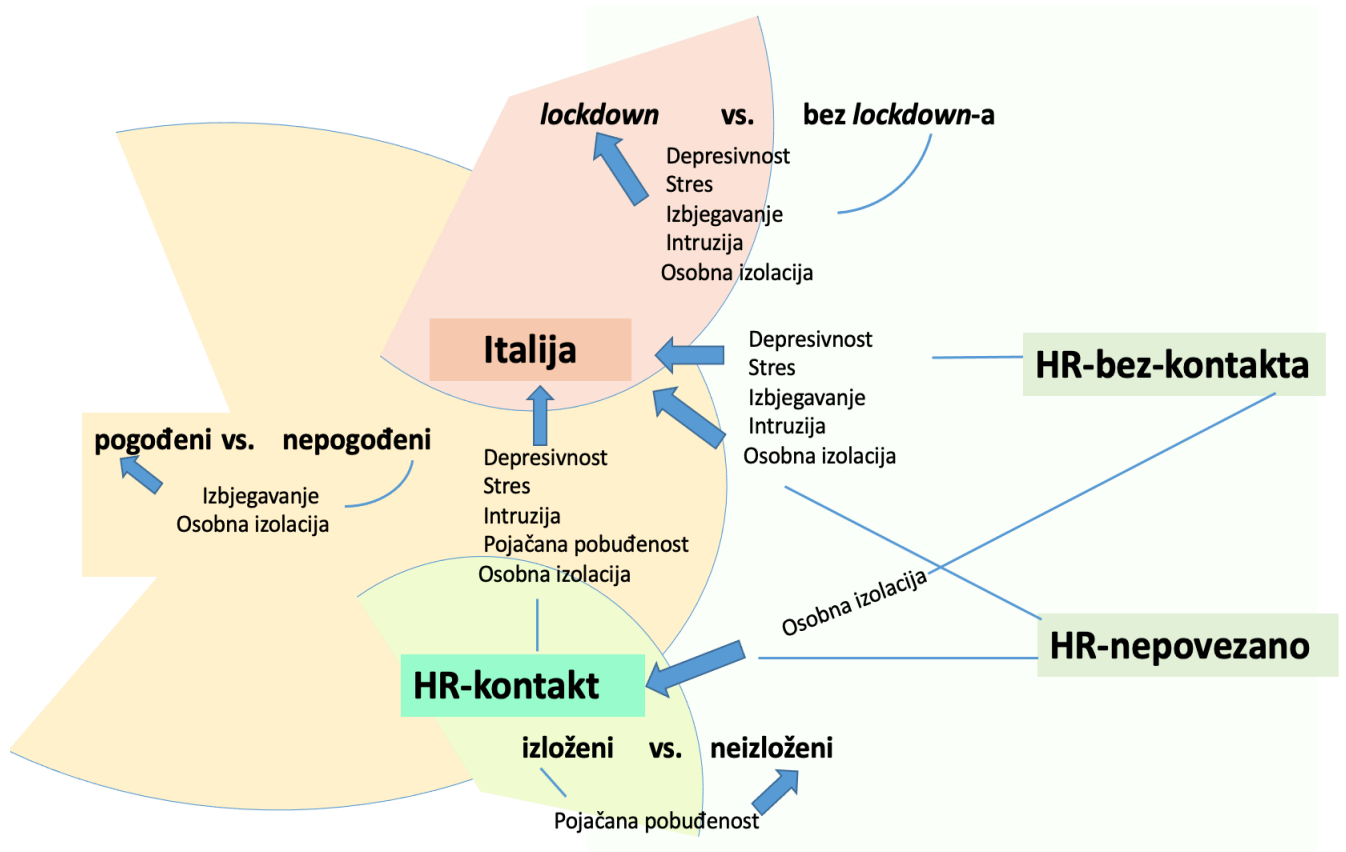 lockdown vs. bez lockdown-a
Depresivnost
Stres
Izbjegavanje
Intruzija
Osobna izolacija
Italija
Depresivnost
Stres
Izbjegavanje
Intruzija
Osobna izolacija
HR-bez-kontakta
pogođeni vs. nepogođeni
Izbjegavanje
Osobna izolacija
Depresivnost
Stres
Intruzija
Pojačana pobuđenost
Osobna izolacija
Osobna izolacija
HR-nepovezano
HR-kontakt
izloženi vs. neizloženi
Pojačana pobuđenost